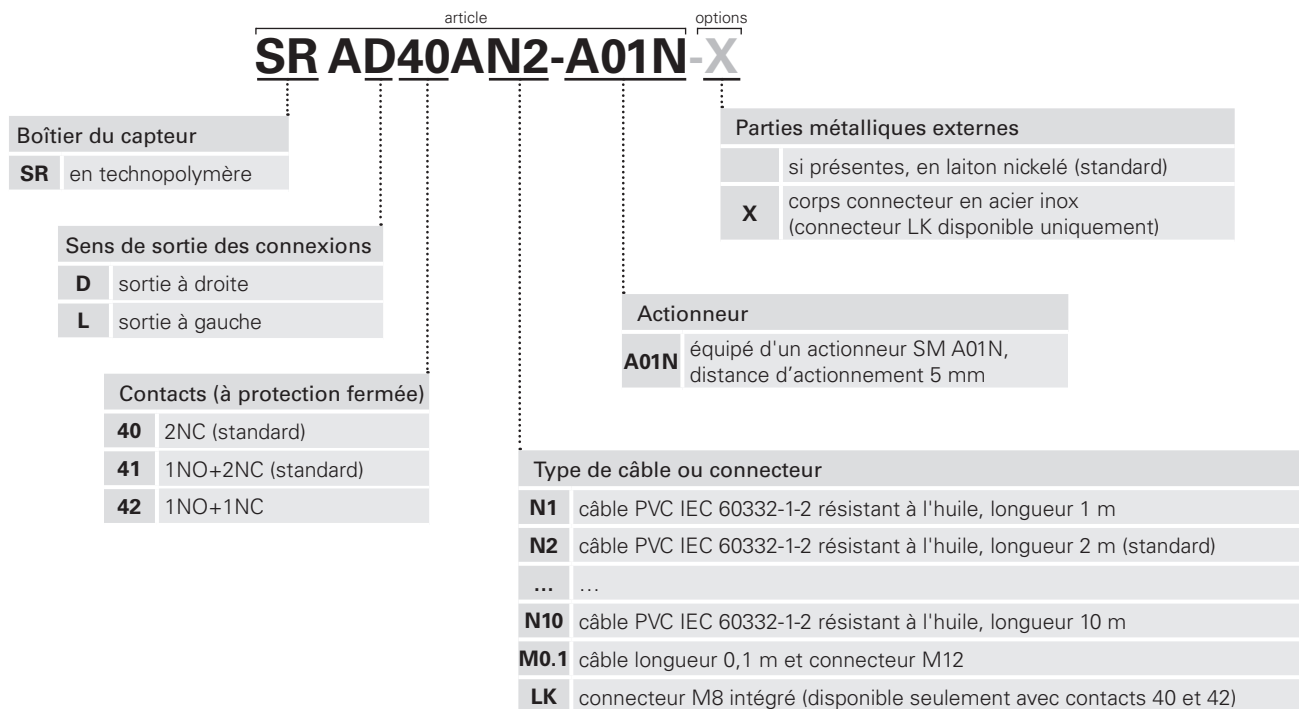 article
options
SR AD40AN2-A01N-X
Boîtier du capteur
SR en technopolymère
Sens de sortie des connexions
D sortie à droite
L sortie à gauche
Contacts (à protection fermée)
40 2NC (standard)
41 1NO+2NC (standard)
42 1NO+1NC
Parties métalliques externes
si présentes, en laiton nickelé (standard)
X corps connecteur en acier inox
(connecteur LK disponible uniquement)
Actionneur
A01N équipé d'un actionneur SM A01N,
distance d’actionnement 5 mm
Type de câble ou connecteur
N1 câble PVC IEC 60332-1-2 résistant à l'huile, longueur 1 m
N2 câble PVC IEC 60332-1-2 résistant à l'huile, longueur 2 m (standard)
… …
N10 câble PVC IEC 60332-1-2 résistant à l'huile, longueur 10 m
M0.1 câble longueur 0,1 m et connecteur M12
LK connecteur M8 intégré (disponible seulement avec contacts 40 et 42)